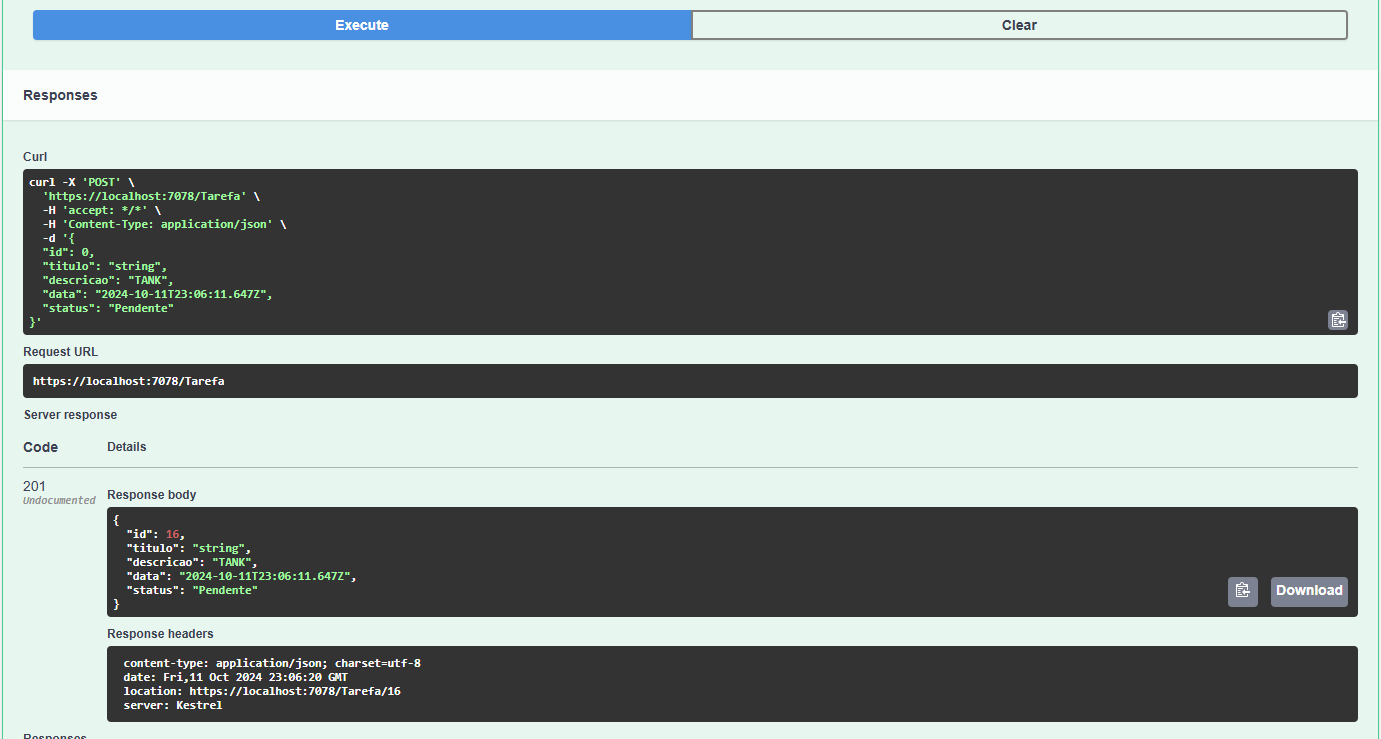 Execute
Clear
Responses
Curl
curl -X 'POST' \
  'https://localhost:7078/Tarefa' \
  -H 'accept: */*' \
  -H 'Content-Type: application/json' \
  -d '{
  "id": 0,
  "titulo": "string",
  "descricao": "TANK",
  "data": "2024-10-11T23:06:11.647Z",
  "status": "Pendente"
}'
Request URL
https://localhost:7078/Tarefa
Server response
Code Details
201
Undocumented
Response body
{
  "id": 16,
  "titulo": "string",
  "descricao": "TANK",
  "data": "2024-10-11T23:06:11.647Z",
  "status": "Pendente"
}
Download
Response headers
content-type: application/json; charset=utf-8
date: Fri,11 Oct 2024 23:06:20 GMT
location: https://localhost:7078/Tarefa/16
server: Kestrel
Responses